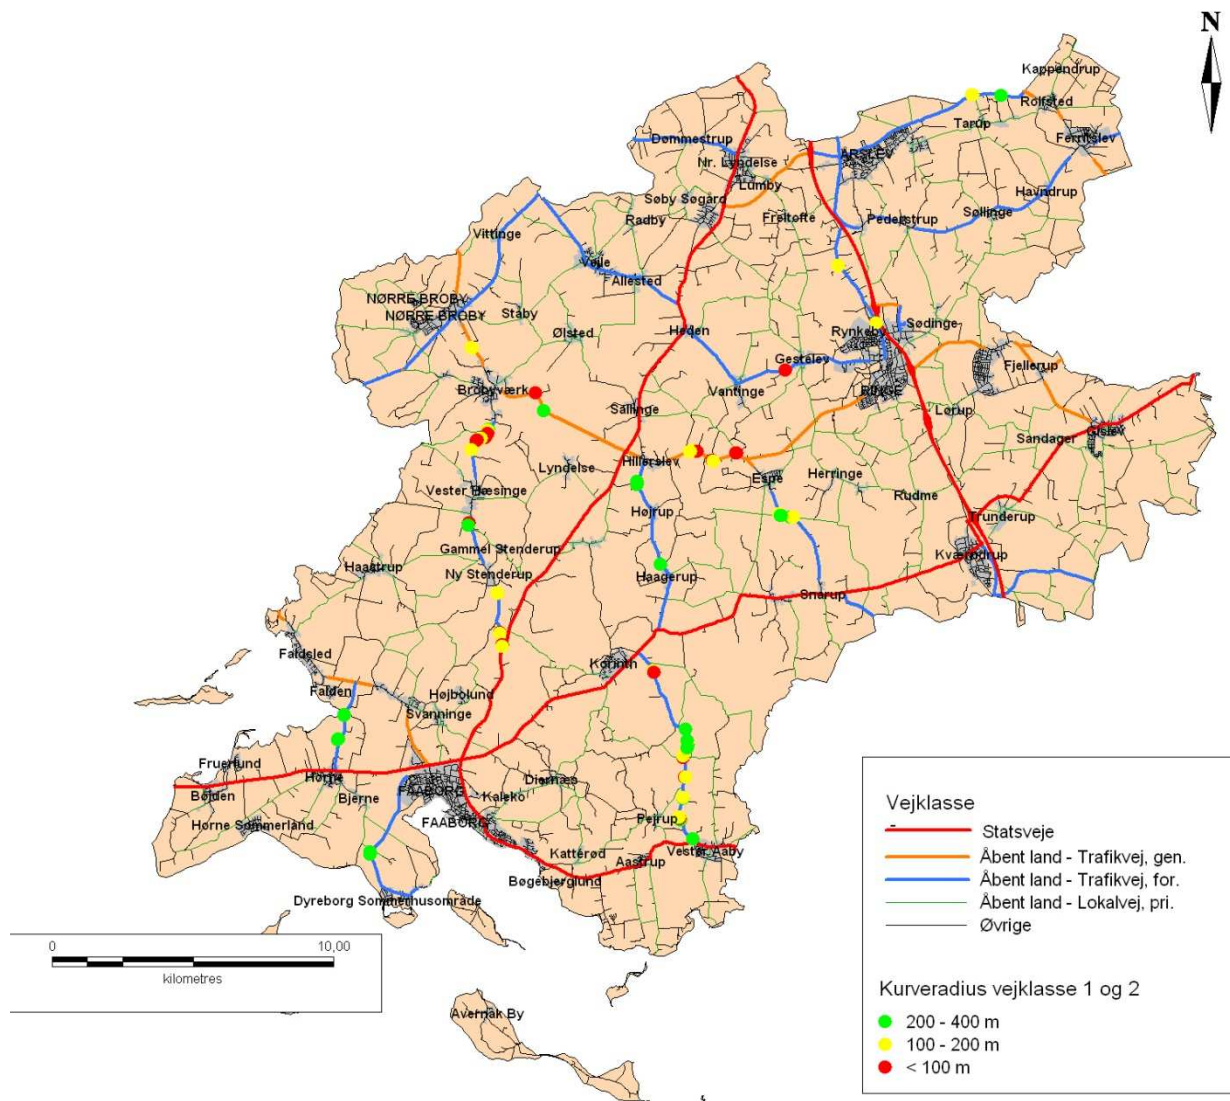 N
Kappendrup
Rolfsted
Tarup
Ferritslev
Dømmestrup
ÅRSLEV
Nr. Lyndelse
Lumby
Havndrup
Søby Søgård
Radby
Freltofte
Pederstrup
Søllinge
Vittinge
Vejle
Allested
NØRRE BROBY
NØRRE BROBY
Staby
Ølsted
Heden
Rynkeby
Sødinge
Gestelev
Fjellerup
Brobyværk
Vantinge
RINGE
Sallinge
Lørup
Sandager
Gislev
Lyndelse
Hillerslev
Espe
Herringe
Vester Hæsinge
Rudme
Højrup
Trunderup
Gammel Stenderup
Kværndrup
Haastrup
Ny Stenderup
Haagerup
Snarup
Faldsled
Korinth
Falden
Højbolund
Svanninge
Fruerlund
Horne
Diernæs
Bøjden
Bjerne
FAABORG
Kaleko
Horne Sommerland
FAABORG
Pejrup
Katterød
Aastrup
Vester Aaby
Bøgebjerglund
Dyreborg Sommerhusområde
Avernak By
0 10,00
kilometres
Vejklasse
Statsveje
Åbent land - Trafikvej, gen.
Åbent land - Trafikvej, for.
Åbent land - Lokalvej, pri.
Øvrige
Kurveradius vejklasse 1 og 2
200 - 400 m
100 - 200 m
< 100 m